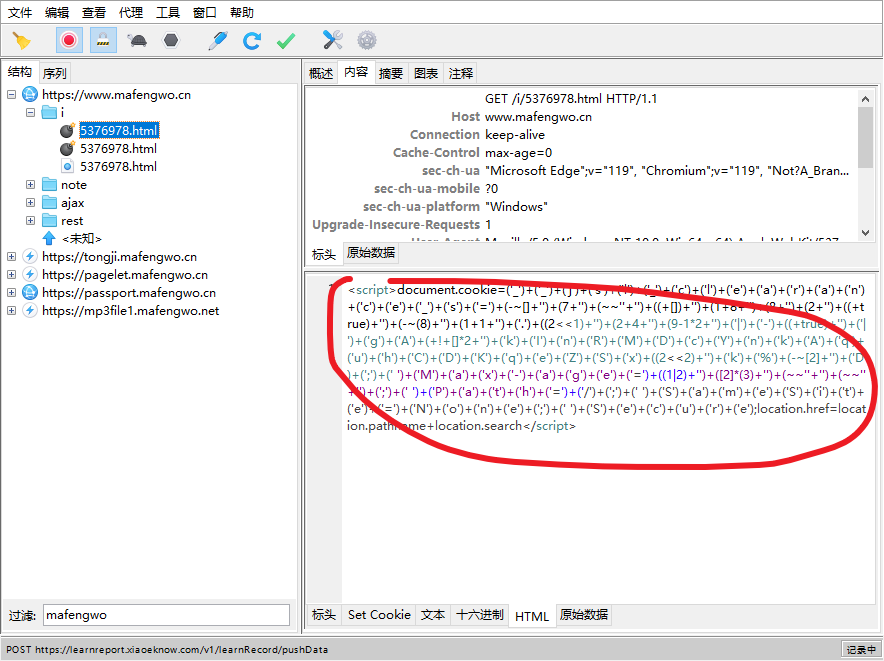 文件 编辑 查看 代理 工具 窗口 帮助
结构 序列
https://www.mafengwo.cn
i
5376978.html
5376978.html
5376978.html
note
ajax
rest
<未知>
https://tongji.mafengwo.cn
https://pagelet.mafengwo.cn
https://passport.mafengwo.cn
https://mp3file1.mafengwo.net
过滤: mafengwo
概述 内容 摘要 图表 注释
GET /i/5376978.html HTTP/1.1
Host www.mafengwo.cn
Connection keep-alive
Cache-Control max-age=0
sec-ch-ua "Microsoft Edge";v="119", "Chromium";v="119", "Not?A_Bran...
sec-ch-ua-mobile ?0
sec-ch-ua-platform "Windows"
Upgrade-Insecure-Requests 1
标头 原始数据
<script>document.cookie=('_')+('_')+('j')+('s')+('l')+('_')+('c')+('l')+('e')+('a')+('r')+('a')+('n')
+('c')+('e')+('_')+('s')+('=')+(-~[]+'')+(7+'')+(~~''+'')+((+[])+'')+(1+8+'')+(8+'')+(2+'')+((+
true)+'')+(-~(8)+'')+(1+1+'')+('.')+((2<<1)+'')+(2+4+'')+(9-1*2+'')+('|')+('-')+((+true)+'')+('|
')+('g')+('A')+(+!+[]*2+'')+('k')+('I')+('n')+('R')+('M')+('D')+('c')+('Y')+('n')+('k')+('A')+('q')+
('u')+('h')+('C')+('D')+('K')+('q')+('e')+('Z')+('S')+('x')+((2<<2)+'')+('k')+('%')+(-~[2]+'')+('D
')+(';')+(' ')+('M')+('a')+('x')+('-')+('a')+('g')+('e')+('=')+((1|2)+'')+([2]*(3)+'')+(~~''+'')+(~~''
+'')+(';')+(' ')+('P')+('a')+('t')+('h')+('=')+('/')+(';')+(' ')+('S')+('a')+('m')+('e')+('S')+('i')+('t')+
('e')+('=')+('N')+('o')+('n')+('e')+(';')+(' ')+('S')+('e')+('c')+('u')+('r')+('e');location.href=locat
ion.pathname+location.search</script>
标头 Set Cookie 文本 十六进制 HTML 原始数据
POST https://learnreport.xiaoeknow.com/v1/learnRecord/pushData 记录中